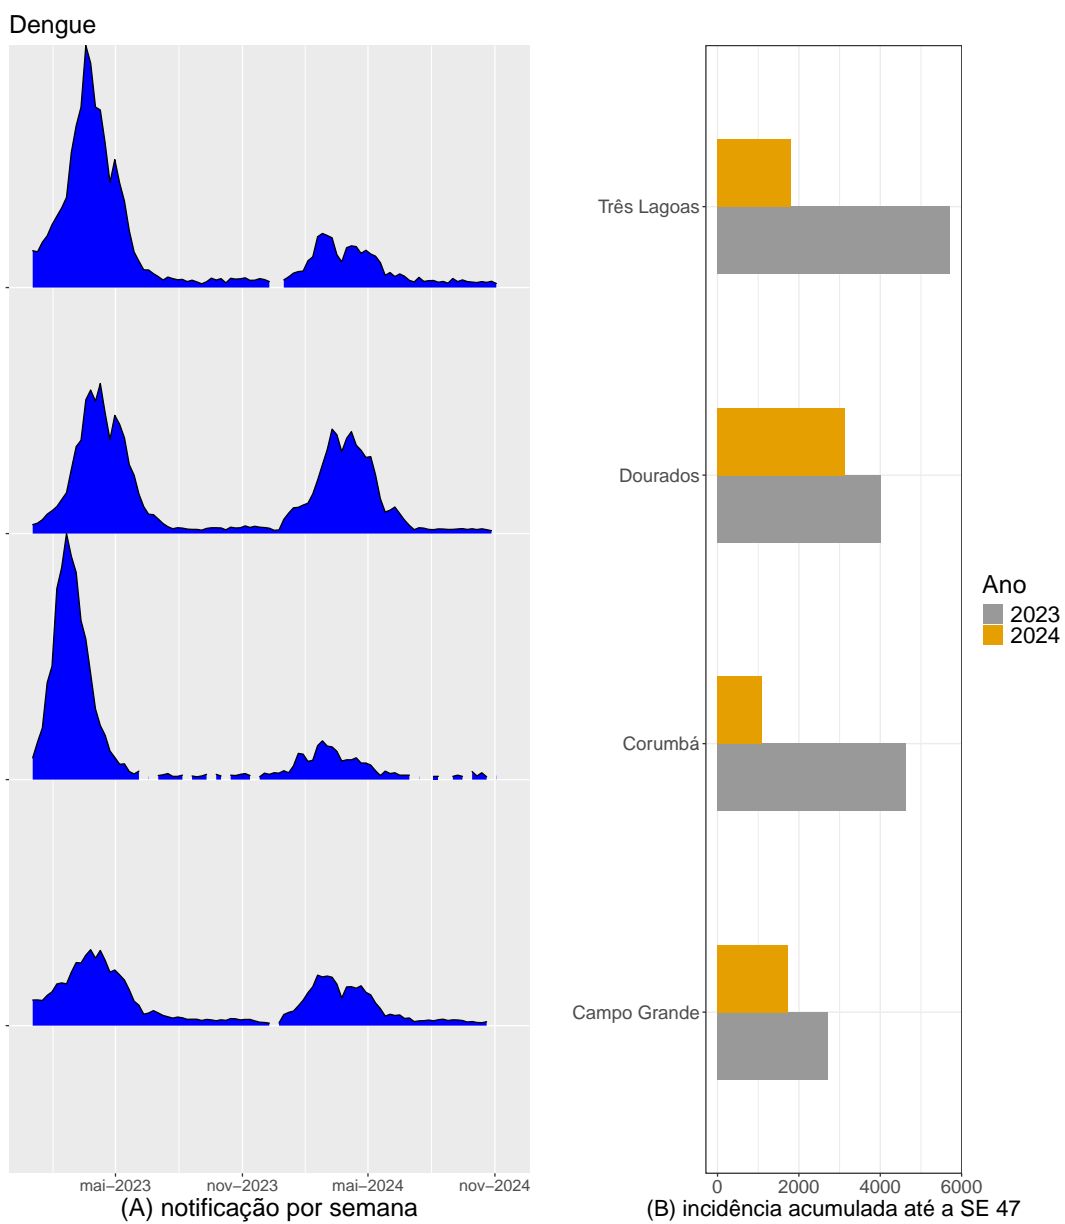 Dengue
Três Lagoas
Dourados
Corumbá
Campo Grande
Ano
2023
2024
mai–2023 nov–2023 mai–2024 nov–2024
0 2000 4000 6000
(A) notificação por semana
(B) incidência acumulada até a SE 47